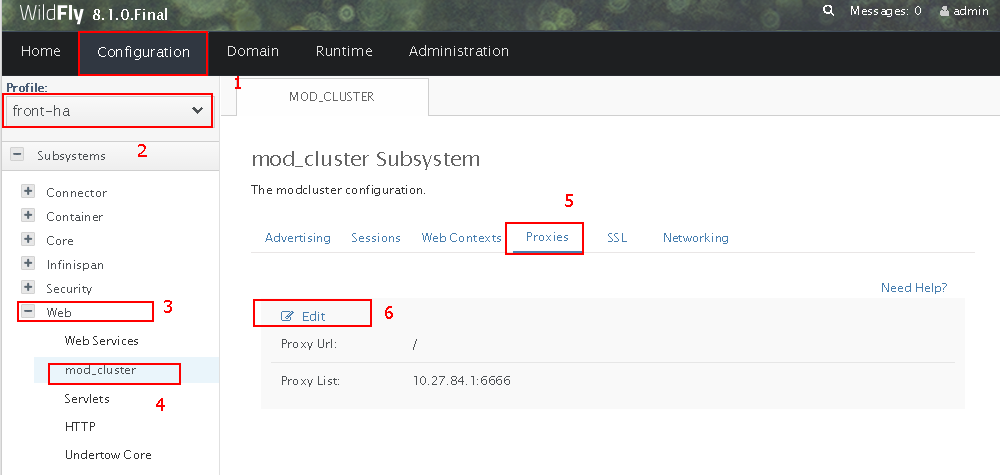 WildFly 8.1.0.Final
Messages: 0 admin
Home Configuration Domain Runtime Administration
Profile:
1
front-ha
MOD_CLUSTER
2
Subsystems
Connector
Container
Core
Infinispan
Security
Web
3
Web Services
mod_cluster
4
Servlets
HTTP
Undertow Core
mod_cluster Subsystem
The modcluster configuration.
5
Advertising Sessions Web Contexts Proxies SSL Networking
Need Help?
Edit
6
Proxy Url: /
Proxy List: 10.27.84.1:6666